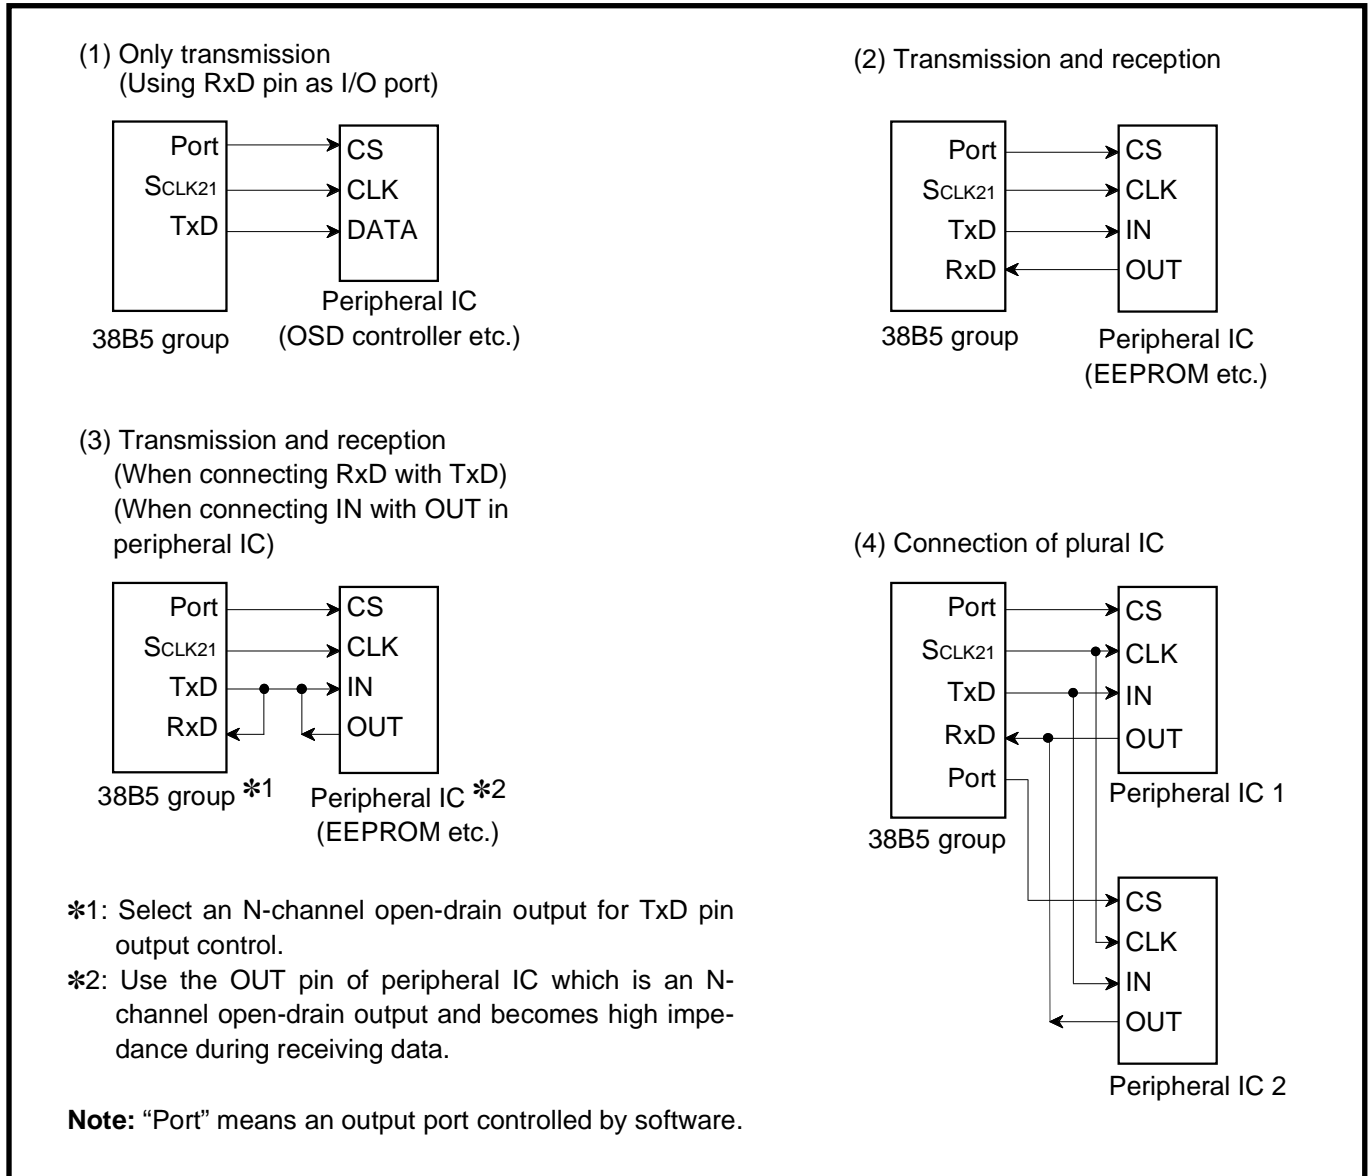 (1) Only transmission
(Using RxD pin as I/O port)
Port
SCLK21
TxD
CS
CLK
DATA
38B5 group
Peripheral IC
(OSD controller etc.)
(2) Transmission and reception
Port
SCLK21
TxD
RxD
CS
CLK
IN
OUT
38B5 group
Peripheral IC
(EEPROM etc.)
(3) Transmission and reception
(When connecting RxD with TxD)
(When connecting IN with OUT in
peripheral IC)
Port
SCLK21
TxD
RxD
CS
CLK
IN
OUT
38B5 group ✽1
Peripheral IC ✽2
(EEPROM etc.)
(4) Connection of plural IC
Port
SCLK21
TxD
RxD
Port
CS
CLK
IN
OUT
38B5 group
Peripheral IC 1
CS
CLK
IN
OUT
Peripheral IC 2
✽1: Select an N-channel open-drain output for TxD pin
output control.
✽2: Use the OUT pin of peripheral IC which is an N-
channel open-drain output and becomes high impe-
dance during receiving data.
Note: “Port” means an output port controlled by software.